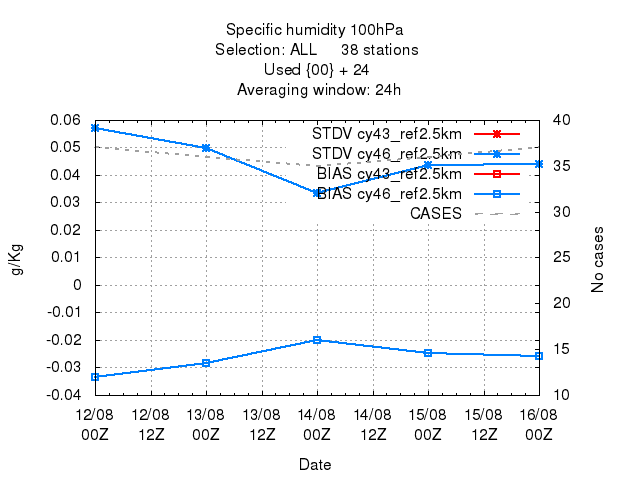 Specific humidity 100hPa
Selection: ALL 38 stations
Used {00} + 24
Averaging window: 24h
STDV cy43_ref2.5km
STDV cy46_ref2.5km
BIAS cy43_ref2.5km
BIAS cy46_ref2.5km
CASES
0.06
0.05
0.04
0.03
0.02
0.01
0
-0.01
-0.02
-0.03
-0.04
g/Kg
40
35
30
25
20
15
10
No cases
12/08 12/08 13/08 13/08 14/08 14/08 15/08 15/08 16/08
00Z 12Z 00Z 12Z 00Z 12Z 00Z 12Z 00Z
Date